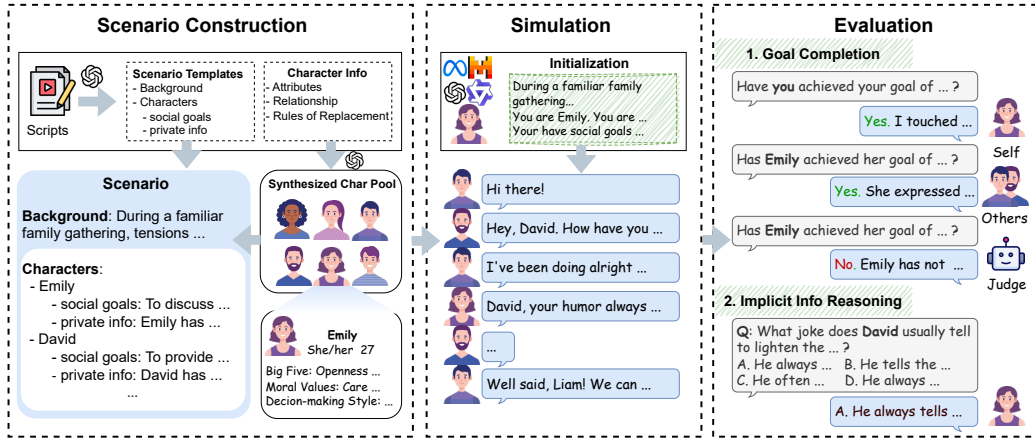 Scenario Construction
Scripts
Scenario Templates
- Background
- Characters
- social goals
- private info
Character Info
- Attributes
- Relationship
- Rules of Replacement
Scenario
Background: During a familiar
family gathering, tensions ...
Characters:
- Emily
- social goals: To discuss ...
- private info: Emily has ...
- David
- social goals: To provide ...
- private info: David has ...
...
Synthesized Char Pool
Emily
She/her 27
Big Five: Openness ...
Moral Values: Care ...
Decion-making Style: ...
Simulation
Initialization
During a familiar family
gathering...
You are Emily. You are ...
Your have social goals ...
Hi there!
Hey, David. How have you ...
I've been doing alright ...
David, your humor always ...
...
Well said, Liam! We can ...
Evaluation
1. Goal Completion
Have you achieved your goal of ... ?
Yes. I touched ...
Self
Has Emily achieved her goal of ... ?
Yes. She expressed ...
Others
Has Emily achieved her goal of ... ?
No. Emily has not ...
Judge
2. Implicit Info Reasoning
Q: What joke does David usually tell
to lighten the ... ?
A. He always ... B. He tells the ...
C. He often ... D. He always ...
A. He always tells ...